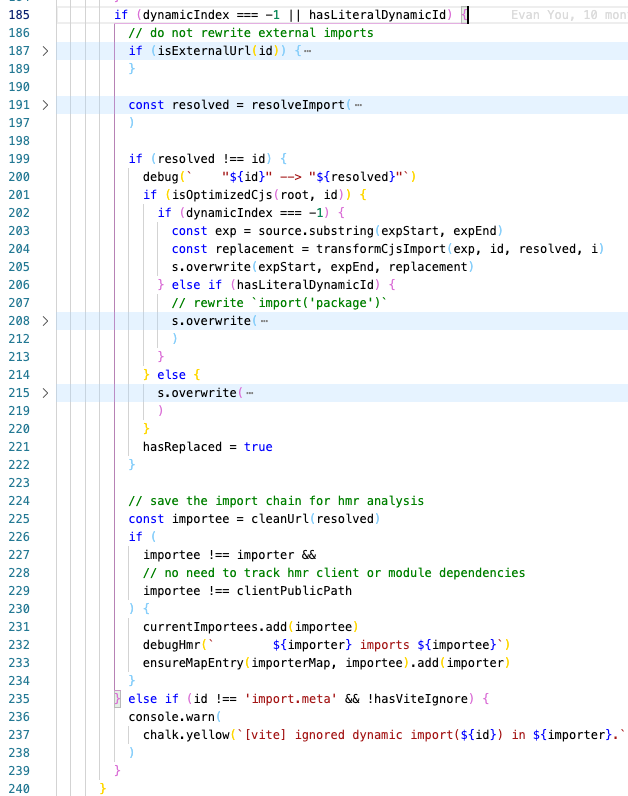 185 if (dynamicIndex === -1 || hasLiteralDynamicId) { Evan You, 10 mon
186 // do not rewrite external imports
187 > if (isExternalUrl(id)) { ⋯
189 }
190
191 > const resolved = resolveImport( ⋯
197 )
198
199 if (resolved !== id) {
200 debug(`    "${id}" --> "${resolved}"`)
201 if (isOptimizedCjs(root, id)) {
202 if (dynamicIndex === -1) {
203 const exp = source.substring(expStart, expEnd)
204 const replacement = transformCjsImport(exp, id, resolved, i)
205 s.overwrite(expStart, expEnd, replacement)
206 } else if (hasLiteralDynamicId) {
207 // rewrite `import('package')`
208 > s.overwrite( ⋯
212 )
213 }
214 } else {
215 > s.overwrite( ⋯
219 )
220 }
221 hasReplaced = true
222 }
223
224 // save the import chain for hmr analysis
225 const importee = cleanUrl(resolved)
226 if (
227 importee !== importer &&
228 // no need to track hmr client or module dependencies
229 importee !== clientPublicPath
230 ) {
231 currentImportees.add(importee)
232 debugHmr(`        ${importer} imports ${importee}`)
233 ensureMapEntry(importerMap, importee).add(importer)
234 }
235 } else if (id !== 'import.meta' && !hasViteIgnore) {
236 console.warn(
237 chalk.yellow(`[vite] ignored dynamic import(${id}) in ${importer}.`
238 )
239 }
240 }